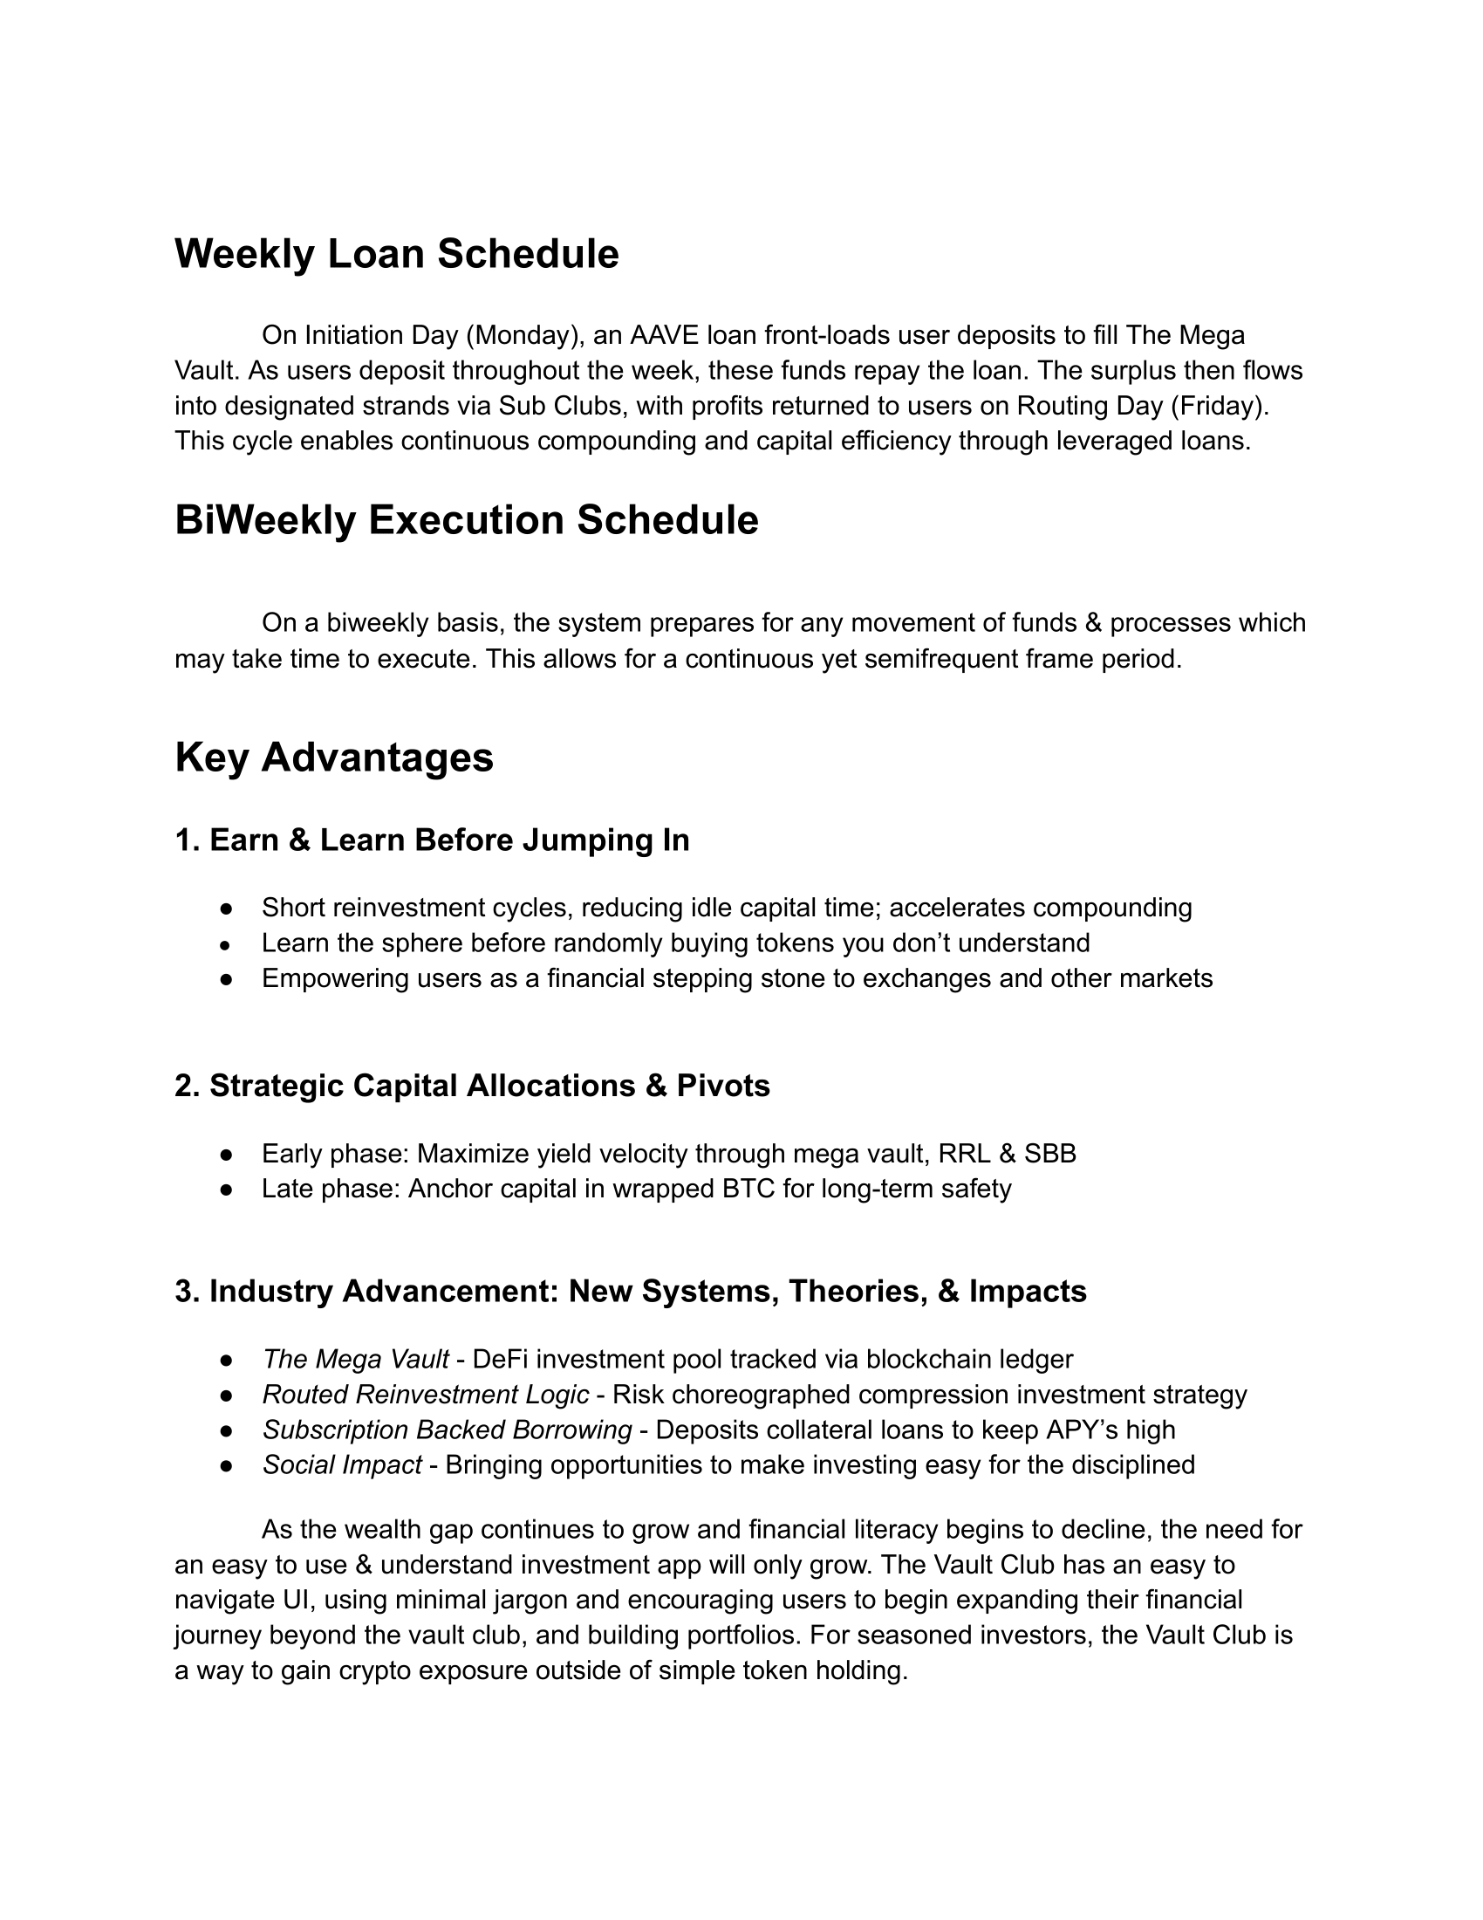 Weekly Loan Schedule
On Initiation Day (Monday), an AAVE loan front-loads user deposits to fill The Mega
Vault. As users deposit throughout the week, these funds repay the loan. The surplus then flows
into designated strands via Sub Clubs, with profits returned to users on Routing Day (Friday).
This cycle enables continuous compounding and capital efficiency through leveraged loans.
BiWeekly Execution Schedule
On a biweekly basis, the system prepares for any movement of funds & processes which
may take time to execute. This allows for a continuous yet semifrequent frame period.
Key Advantages
1. Earn & Learn Before Jumping In
● Short reinvestment cycles, reducing idle capital time; accelerates compounding
● Learn the sphere before randomly buying tokens you don’t understand
● Empowering users as a financial stepping stone to exchanges and other markets
2. Strategic Capital Allocations & Pivots
● Early phase: Maximize yield velocity through mega vault, RRL & SBB
● Late phase: Anchor capital in wrapped BTC for long-term safety
3. Industry Advancement: New Systems, Theories, & Impacts
● The Mega Vault - DeFi investment pool tracked via blockchain ledger
● Routed Reinvestment Logic - Risk choreographed compression investment strategy
● Subscription Backed Borrowing - Deposits collateral loans to keep APY’s high
● Social Impact - Bringing opportunities to make investing easy for the disciplined
As the wealth gap continues to grow and financial literacy begins to decline, the need for
an easy to use & understand investment app will only grow. The Vault Club has an easy to
navigate UI, using minimal jargon and encouraging users to begin expanding their financial
journey beyond the vault club, and building portfolios. For seasoned investors, the Vault Club is
a way to gain crypto exposure outside of simple token holding.